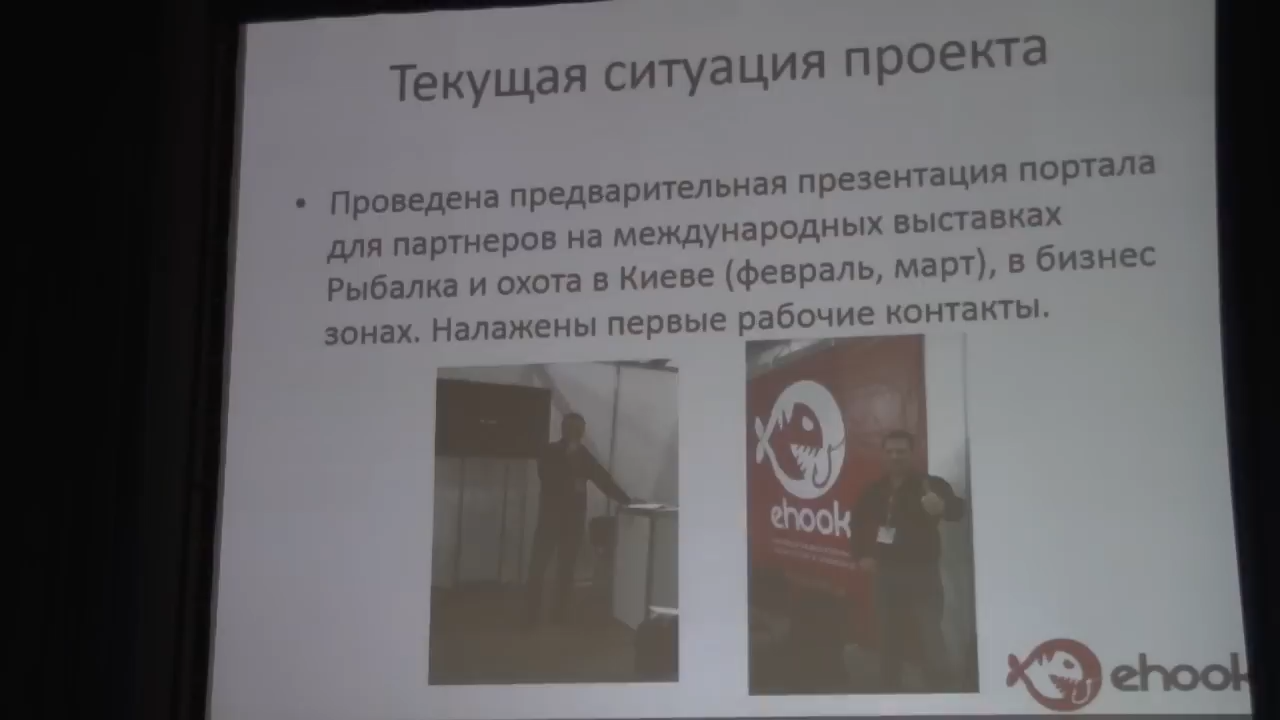 Текущая ситуация проекта
• Проведена предварительная презентация портала
для партнеров на международных выставках
Рыбалка и охота в Киеве (февраль, март), в бизнес
зонах. Налажены первые рабочие контакты.
ehook
ehook